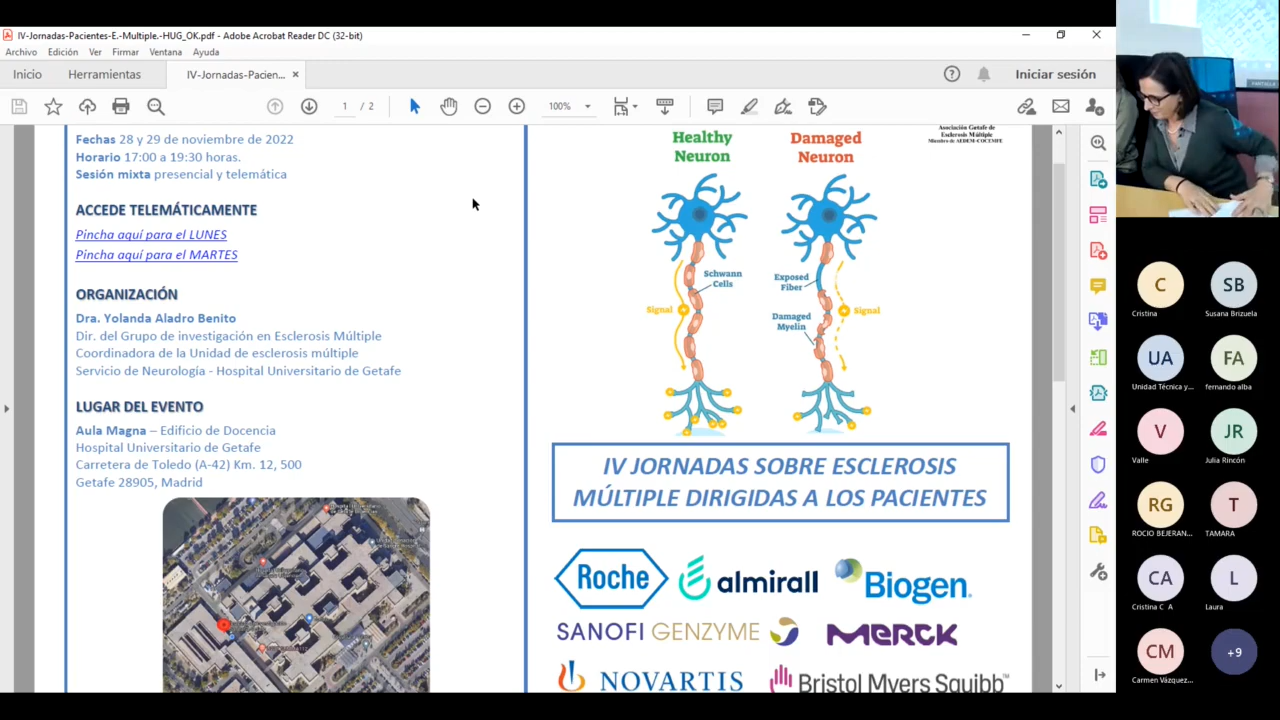 IV-Jornadas-Pacientes-E.-Multiple.-HUG_OK.pdf - Adobe Acrobat Reader DC (32-bit)
Archivo Edición Ver Firmar Ventana Ayuda
Inicio Herramientas IV-Jornadas-Pacien... × Iniciar sesión
1 / 2 100%
Fechas 28 y 29 de noviembre de 2022
Horario 17:00 a 19:30 horas.
Sesión mixta presencial y telemática
ACCEDE TELEMÁTICAMENTE
Pincha aquí para el LUNES
Pincha aquí para el MARTES
ORGANIZACIÓN
Dra. Yolanda Aladro Benito
Dir. del Grupo de investigación en Esclerosis Múltiple
Coordinadora de la Unidad de esclerosis múltiple
Servicio de Neurología - Hospital Universitario de Getafe
LUGAR DEL EVENTO
Aula Magna – Edificio de Docencia
Hospital Universitario de Getafe
Carretera de Toledo (A-42) Km. 12, 500
Getafe 28905, Madrid
Healthy
Neuron
Damaged
Neuron
Asociación Getafe de
Esclerosis Múltiple
Miembro de AEDEM-COCEMFE
Schwann
Cells
Signal
Exposed
Fiber
Damaged
Myelin
Signal
IV JORNADAS SOBRE ESCLEROSIS
MÚLTIPLE DIRIGIDAS A LOS PACIENTES
Roche almirall Biogen
SANOFI GENZYME MERCK
NOVARTIS Bristol Myers Squibb™
C SB
Cristina Susana Brizuela
UA FA
Unidad Técnica y... fernando alba
V JR
Valle Julia Rincón
RG T
ROCIO BEJERAN... TAMARA
CA L
Cristina C A Laura
CM +9
Carmen Vázquez...